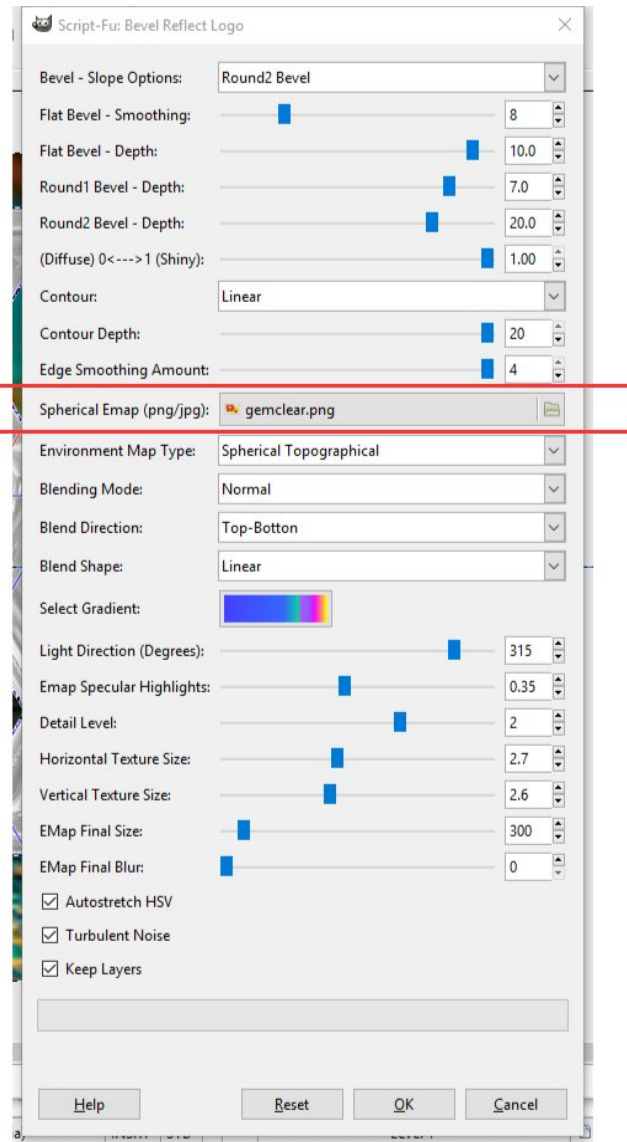 Script-Fu: Bevel Reflect Logo
Bevel - Slope Options: Round2 Bevel
Flat Bevel - Smoothing: 8
Flat Bevel - Depth: 10.0
Round1 Bevel - Depth: 7.0
Round2 Bevel - Depth: 20.0
(Diffuse) 0<--->1 (Shiny): 1.00
Contour: Linear
Contour Depth: 20
Edge Smoothing Amount: 4
Spherical Emap (png/jpg): gemclear.png
Environment Map Type: Spherical Topographical
Blending Mode: Normal
Blend Direction: Top-Botton
Blend Shape: Linear
Select Gradient:
Light Direction (Degrees): 315
Emap Specular Highlights: 0.35
Detail Level: 2
Horizontal Texture Size: 2.7
Vertical Texture Size: 2.6
EMap Final Size: 300
EMap Final Blur: 0
Autostretch HSV
Turbulent Noise
Keep Layers
Help Reset OK Cancel